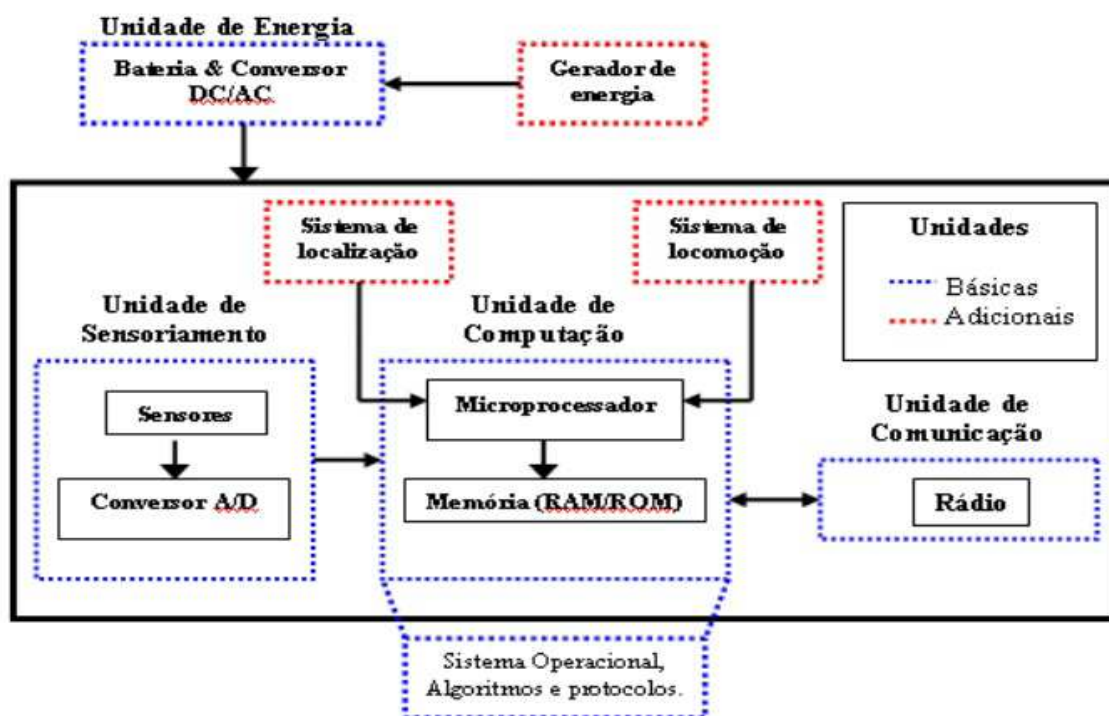 Unidade de Energia
Bateria & Conversor
DC/AC
Gerador de
energia
Sistema de
localização
Sistema de
locomoção
Unidades
Básicas
Adicionais
Unidade de
Sensoriamento
Sensores
Conversor A/D
Unidade de
Computação
Microprocessador
Memória (RAM/ROM)
Unidade de
Comunicação
Rádio
Sistema Operacional,
Algoritmos e protocolos.